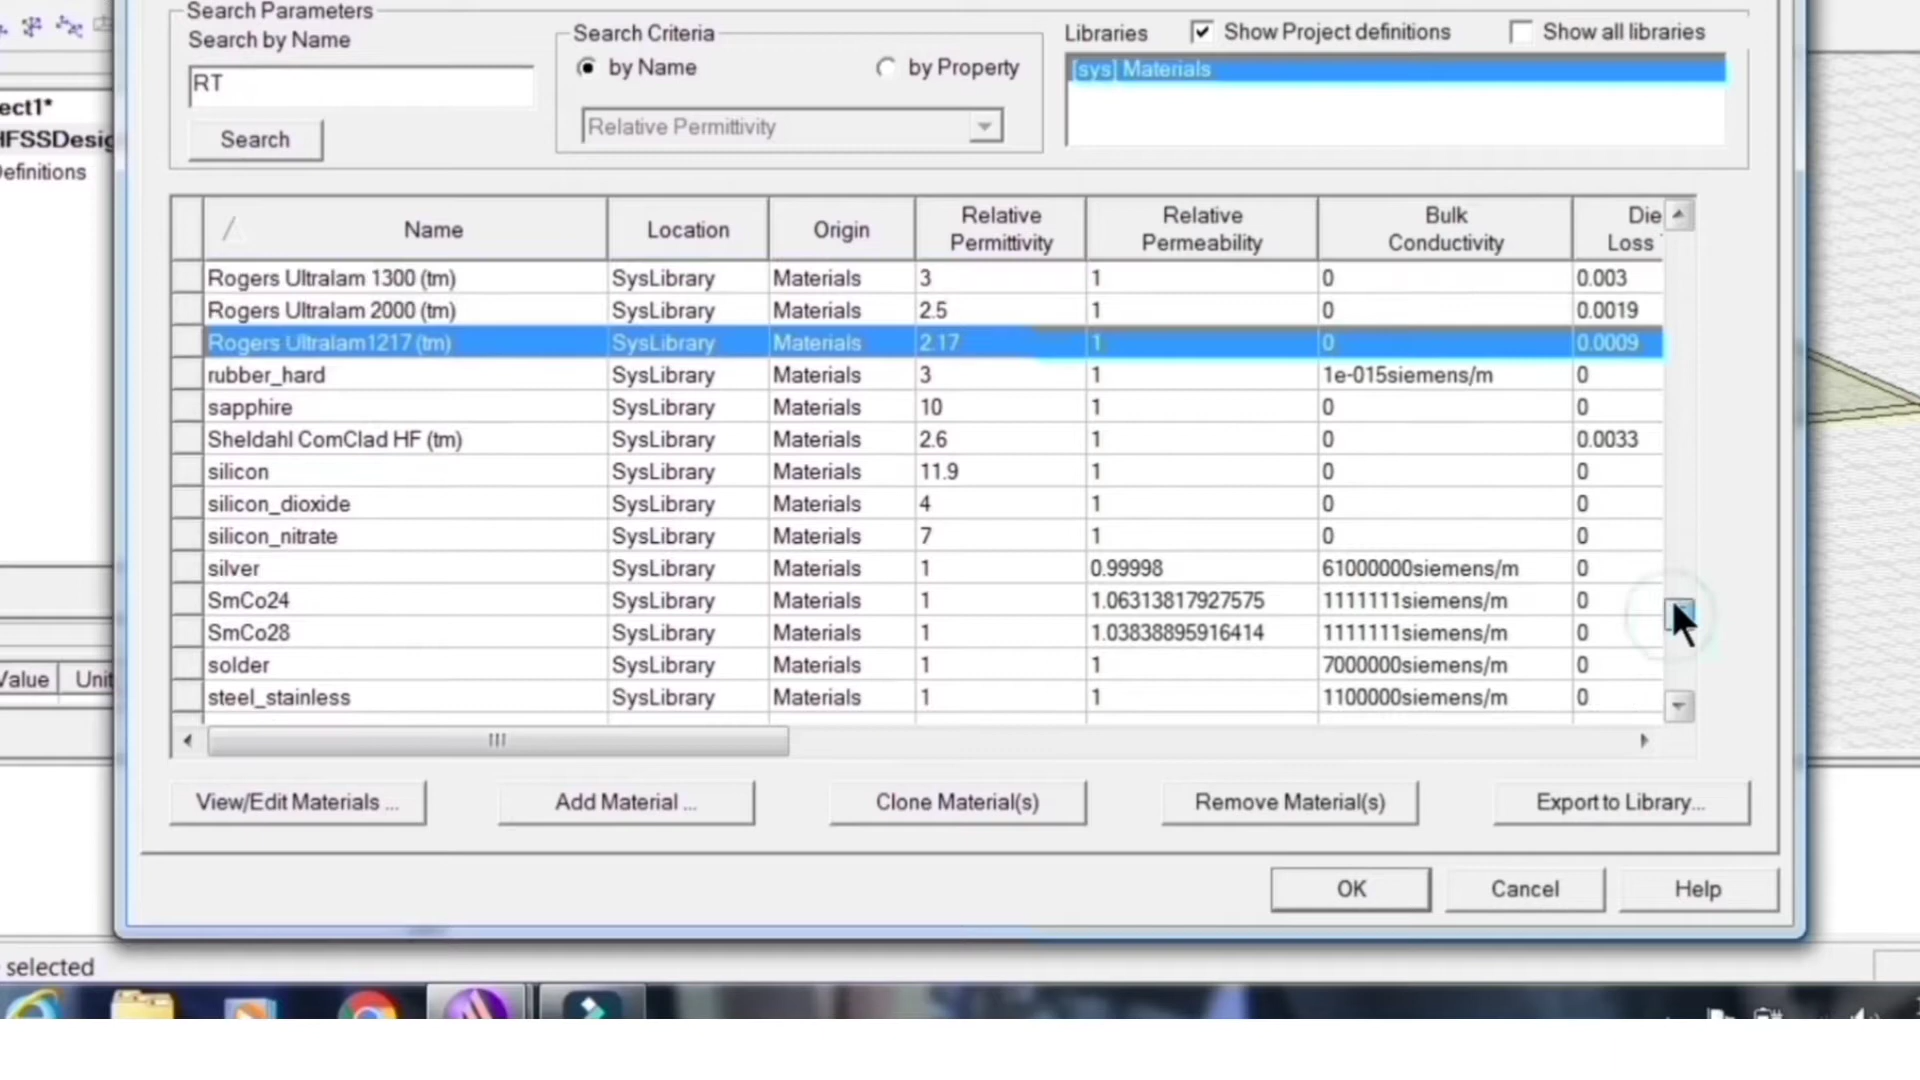 Search Parameters
Search by Name
RT
Search
Search Criteria
by Name
by Property
Relative Permittivity
Libraries
Show Project definitions
Show all libraries
[sys] Materials
ect1*
HFSSDesig
efinitions
/ Name Location Origin Relative Permittivity Relative Permeability Bulk Conductivity Die Loss
Rogers Ultralam 1300 (tm) SysLibrary Materials 3 1 0 0.003
Rogers Ultralam 2000 (tm) SysLibrary Materials 2.5 1 0 0.0019
Rogers Ultralam1217 (tm) SysLibrary Materials 2.17 1 0 0.0009
rubber_hard SysLibrary Materials 3 1 1e-015siemens/m 0
sapphire SysLibrary Materials 10 1 0 0
Sheldahl ComClad HF (tm) SysLibrary Materials 2.6 1 0 0.0033
silicon SysLibrary Materials 11.9 1 0 0
silicon_dioxide SysLibrary Materials 4 1 0 0
silicon_nitrate SysLibrary Materials 7 1 0 0
silver SysLibrary Materials 1 0.99998 61000000siemens/m 0
SmCo24 SysLibrary Materials 1 1.06313817927575 1111111siemens/m 0
SmCo28 SysLibrary Materials 1 1.03838895916414 1111111siemens/m 0
solder SysLibrary Materials 1 1 7000000siemens/m 0
steel_stainless SysLibrary Materials 1 1 1100000siemens/m 0
Value Unit
View/Edit Materials ...
Add Material ...
Clone Material(s)
Remove Material(s)
Export to Library...
OK
Cancel
Help
selected